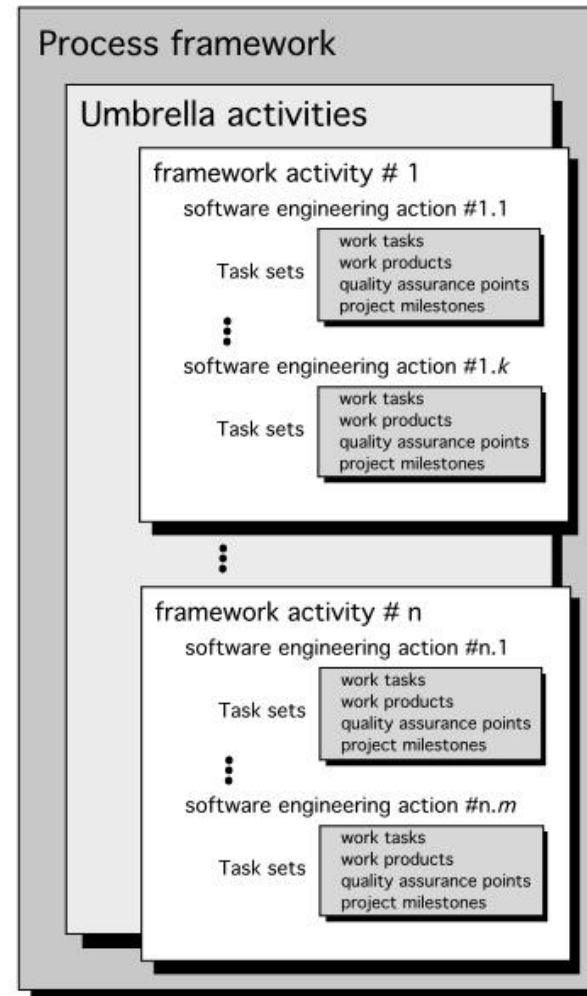 Process framework
Umbrella activities
framework activity # 1
software engineering action #1.1
Task sets
work tasks
work products
quality assurance points
project milestones
software engineering action #1.k
Task sets
work tasks
work products
quality assurance points
project milestones
framework activity # n
software engineering action #n.1
Task sets
work tasks
work products
quality assurance points
project milestones
software engineering action #n.m
Task sets
work tasks
work products
quality assurance points
project milestones